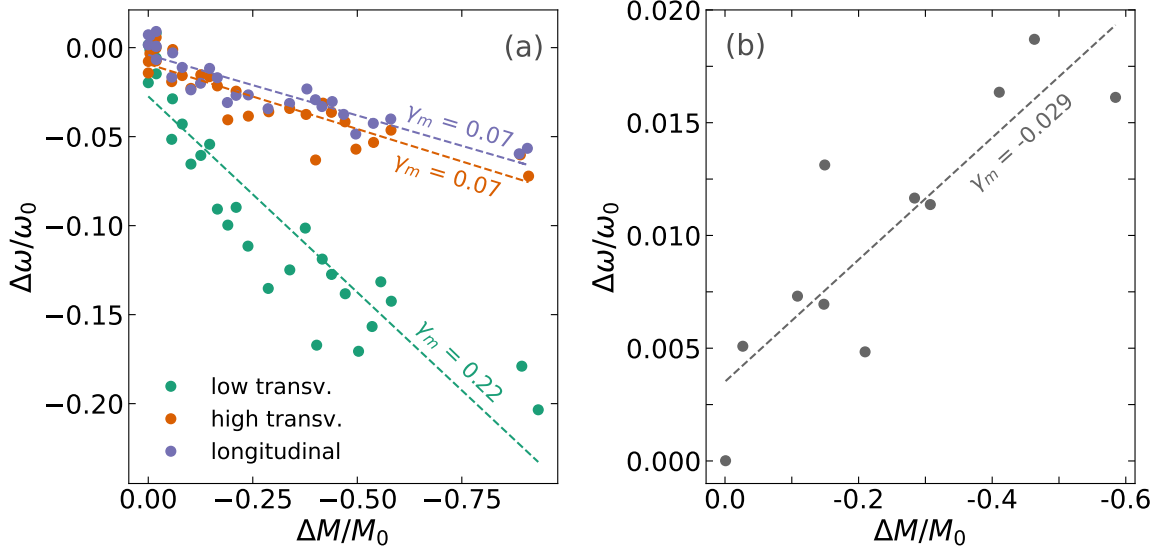 (a)
0.00
−0.05
−0.10
−0.15
−0.20
Δω/ω₀
γₘ = 0.07
γₘ = 0.07
γₘ = 0.22
low transv.
high transv.
longitudinal
0.00 −0.25 −0.50 −0.75
ΔM/M₀
(b)
0.020
0.015
0.010
0.005
0.000
Δω/ω₀
γₘ = -0.029
0.0 -0.2 -0.4 -0.6
ΔM/M₀